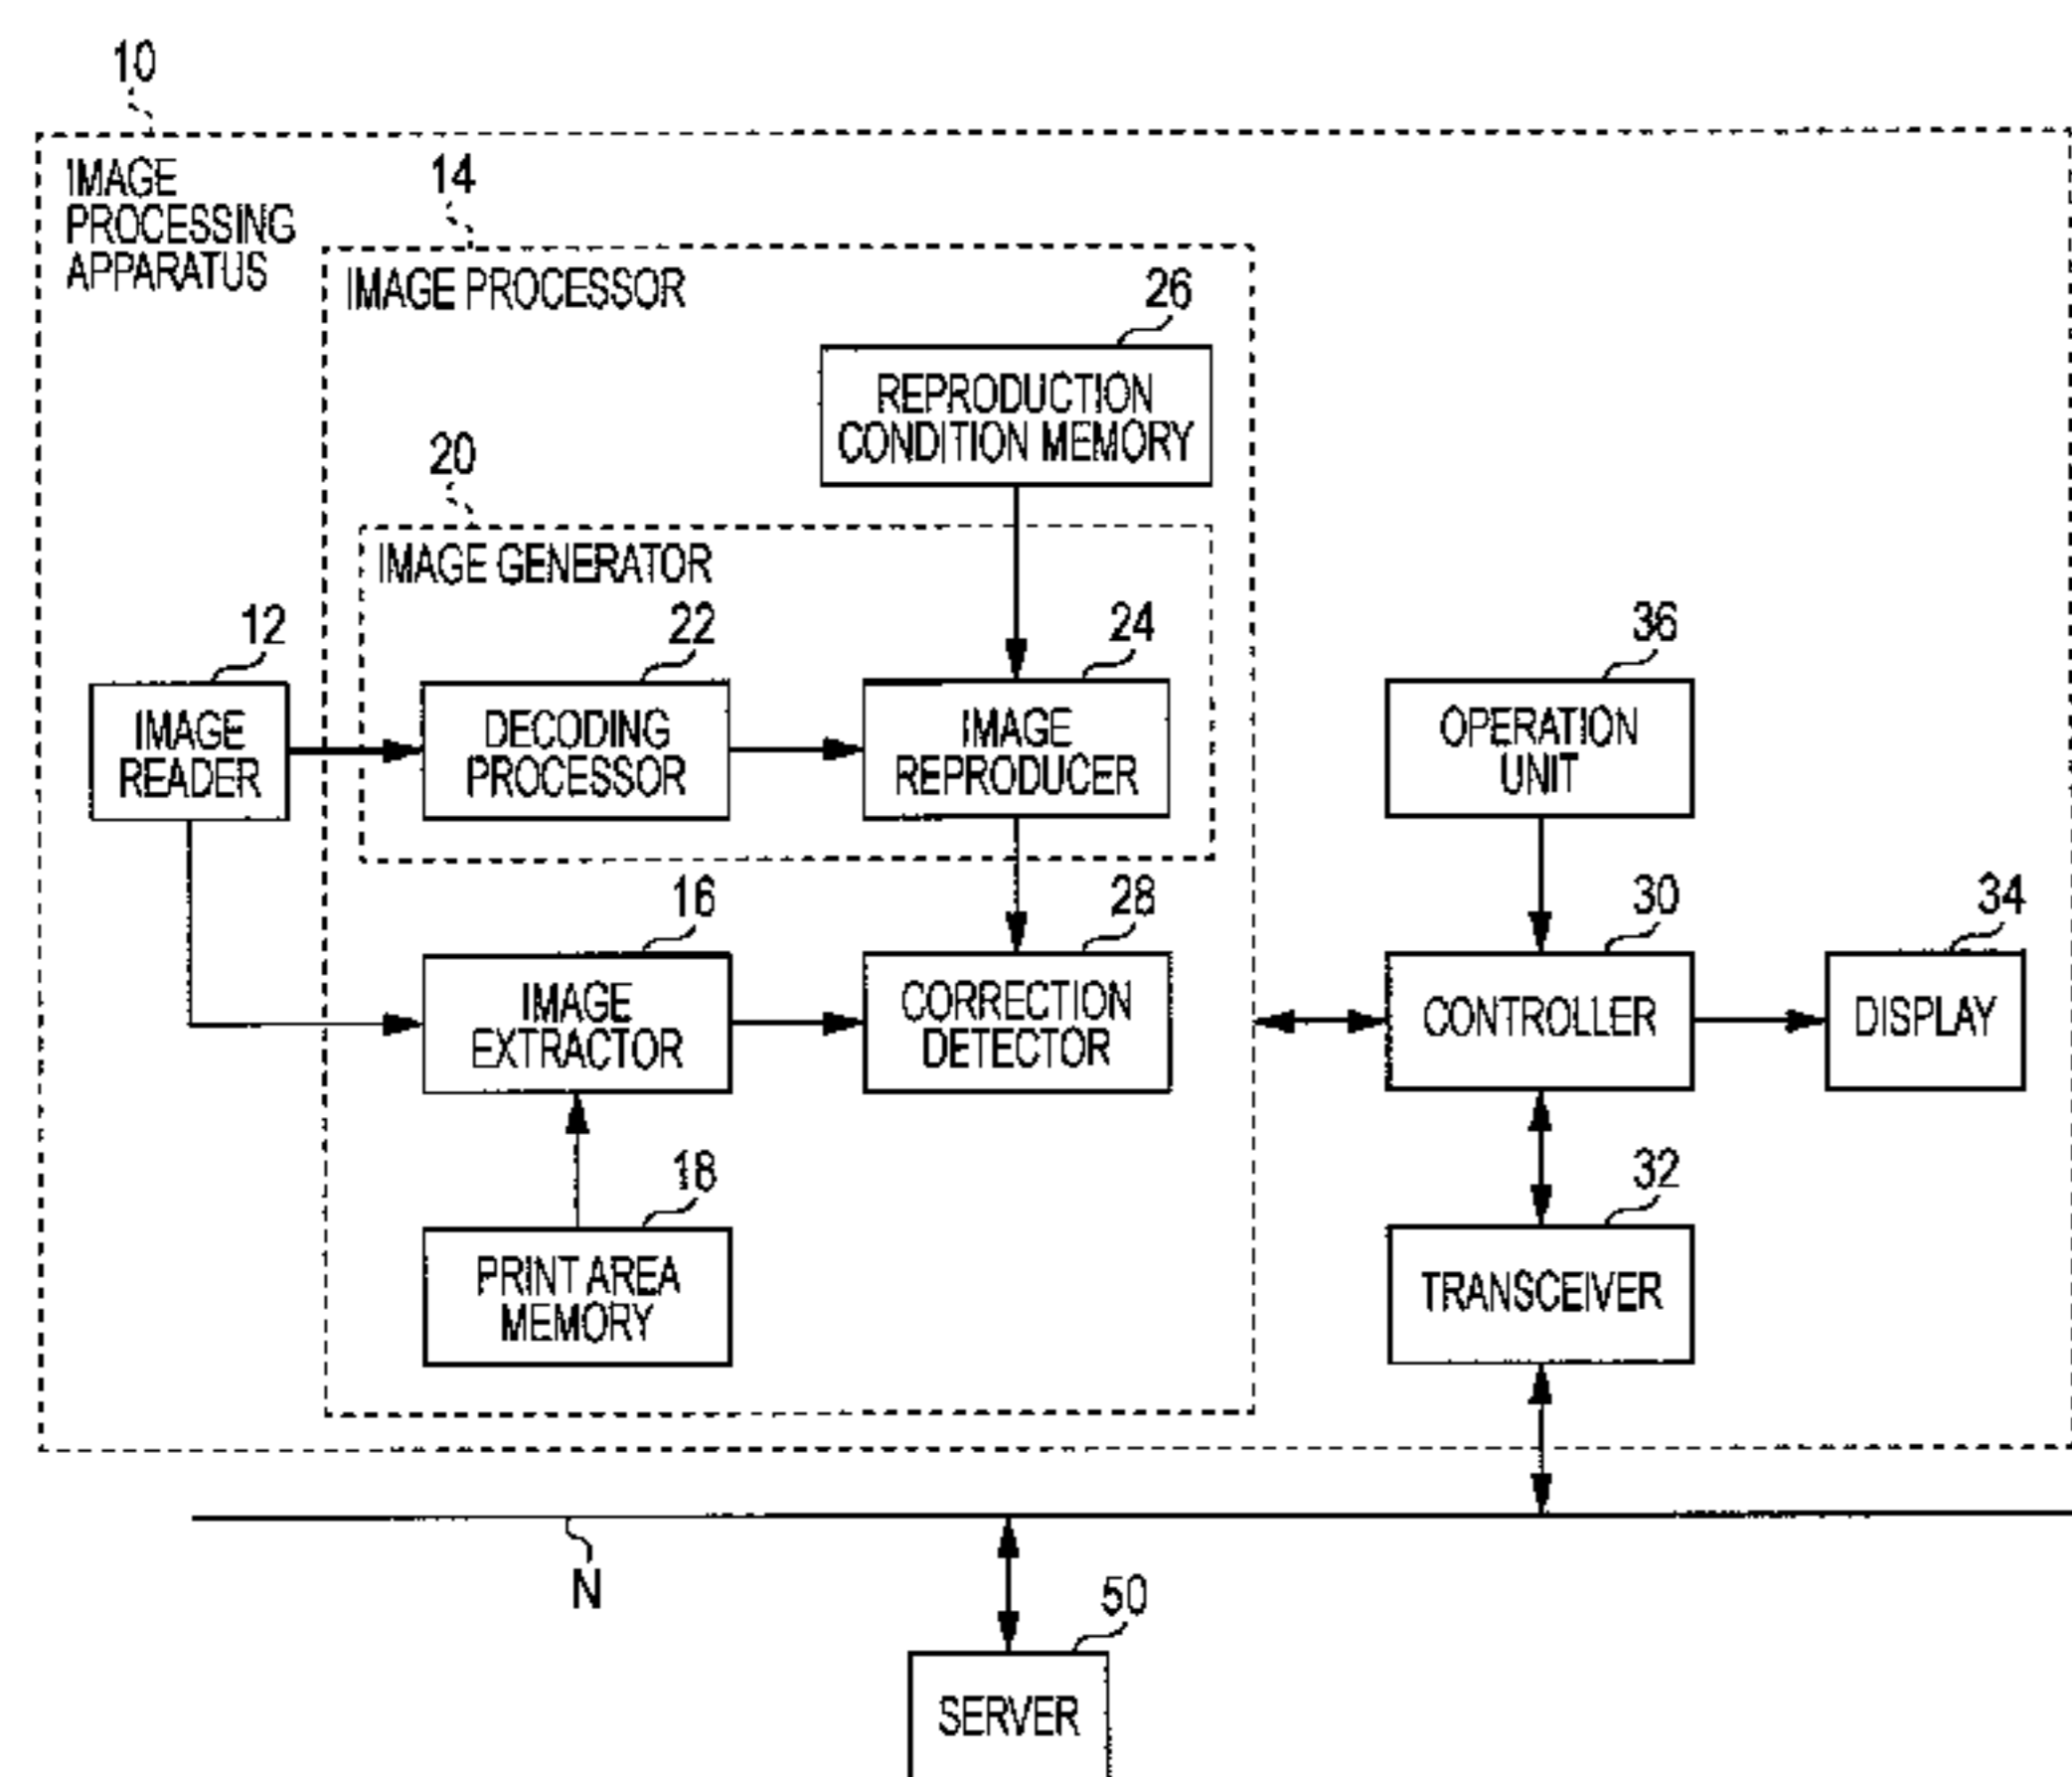 10
IMAGE
PROCESSING
APPARATUS
14
IMAGE PROCESSOR
26
REPRODUCTION
CONDITION MEMORY
20
IMAGE GENERATOR
12
IMAGE
READER
22
DECODING
PROCESSOR
24
IMAGE
REPRODUCER
36
OPERATION
UNIT
16
IMAGE
EXTRACTOR
28
CORRECTION
DETECTOR
30
CONTROLLER
34
DISPLAY
18
PRINT AREA
MEMORY
32
TRANSCEIVER
N
50
SERVER